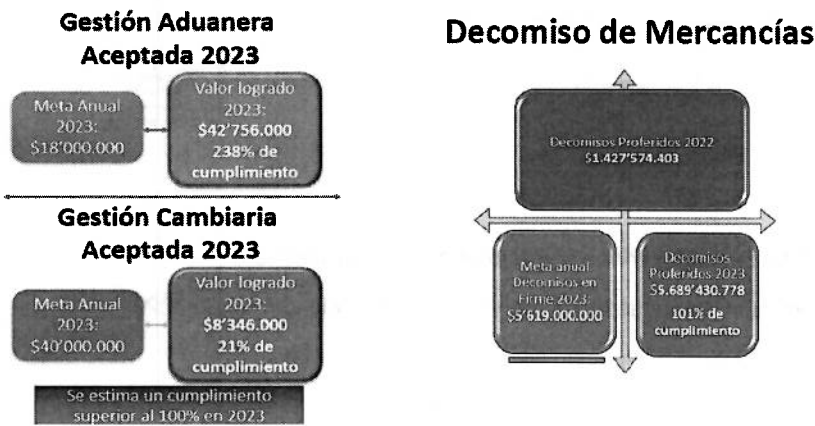 Gestión Aduanera
Aceptada 2023
Meta Anual
2023:
$18'000.000
Valor logrado
2023:
$42'756.000
238% de
cumplimiento
Gestión Cambiaria
Aceptada 2023
Meta Anual
2023:
$40'000.000
Valor logrado
2023:
$8'346.000
21% de
cumplimiento
Se estima un cumplimiento
superior al 100% en 2023
Decomiso de Mercancías
Decomisos Proferidos 2022
$1.427'574.403
Meta anual
Decomisos en
Firme 2023:
$5'619.000.000
Decomisos
Proferidos 2023
$5.689'430.778
101% de
cumplimiento